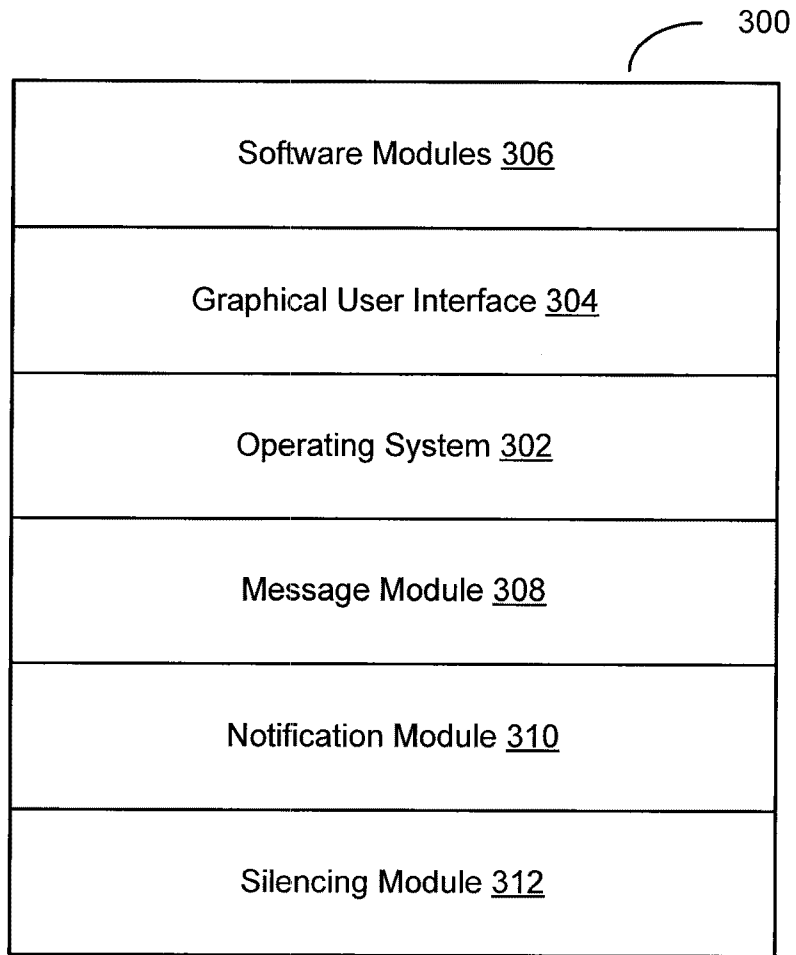 300
Software Modules 306
Graphical User Interface 304
Operating System 302
Message Module 308
Notification Module 310
Silencing Module 312